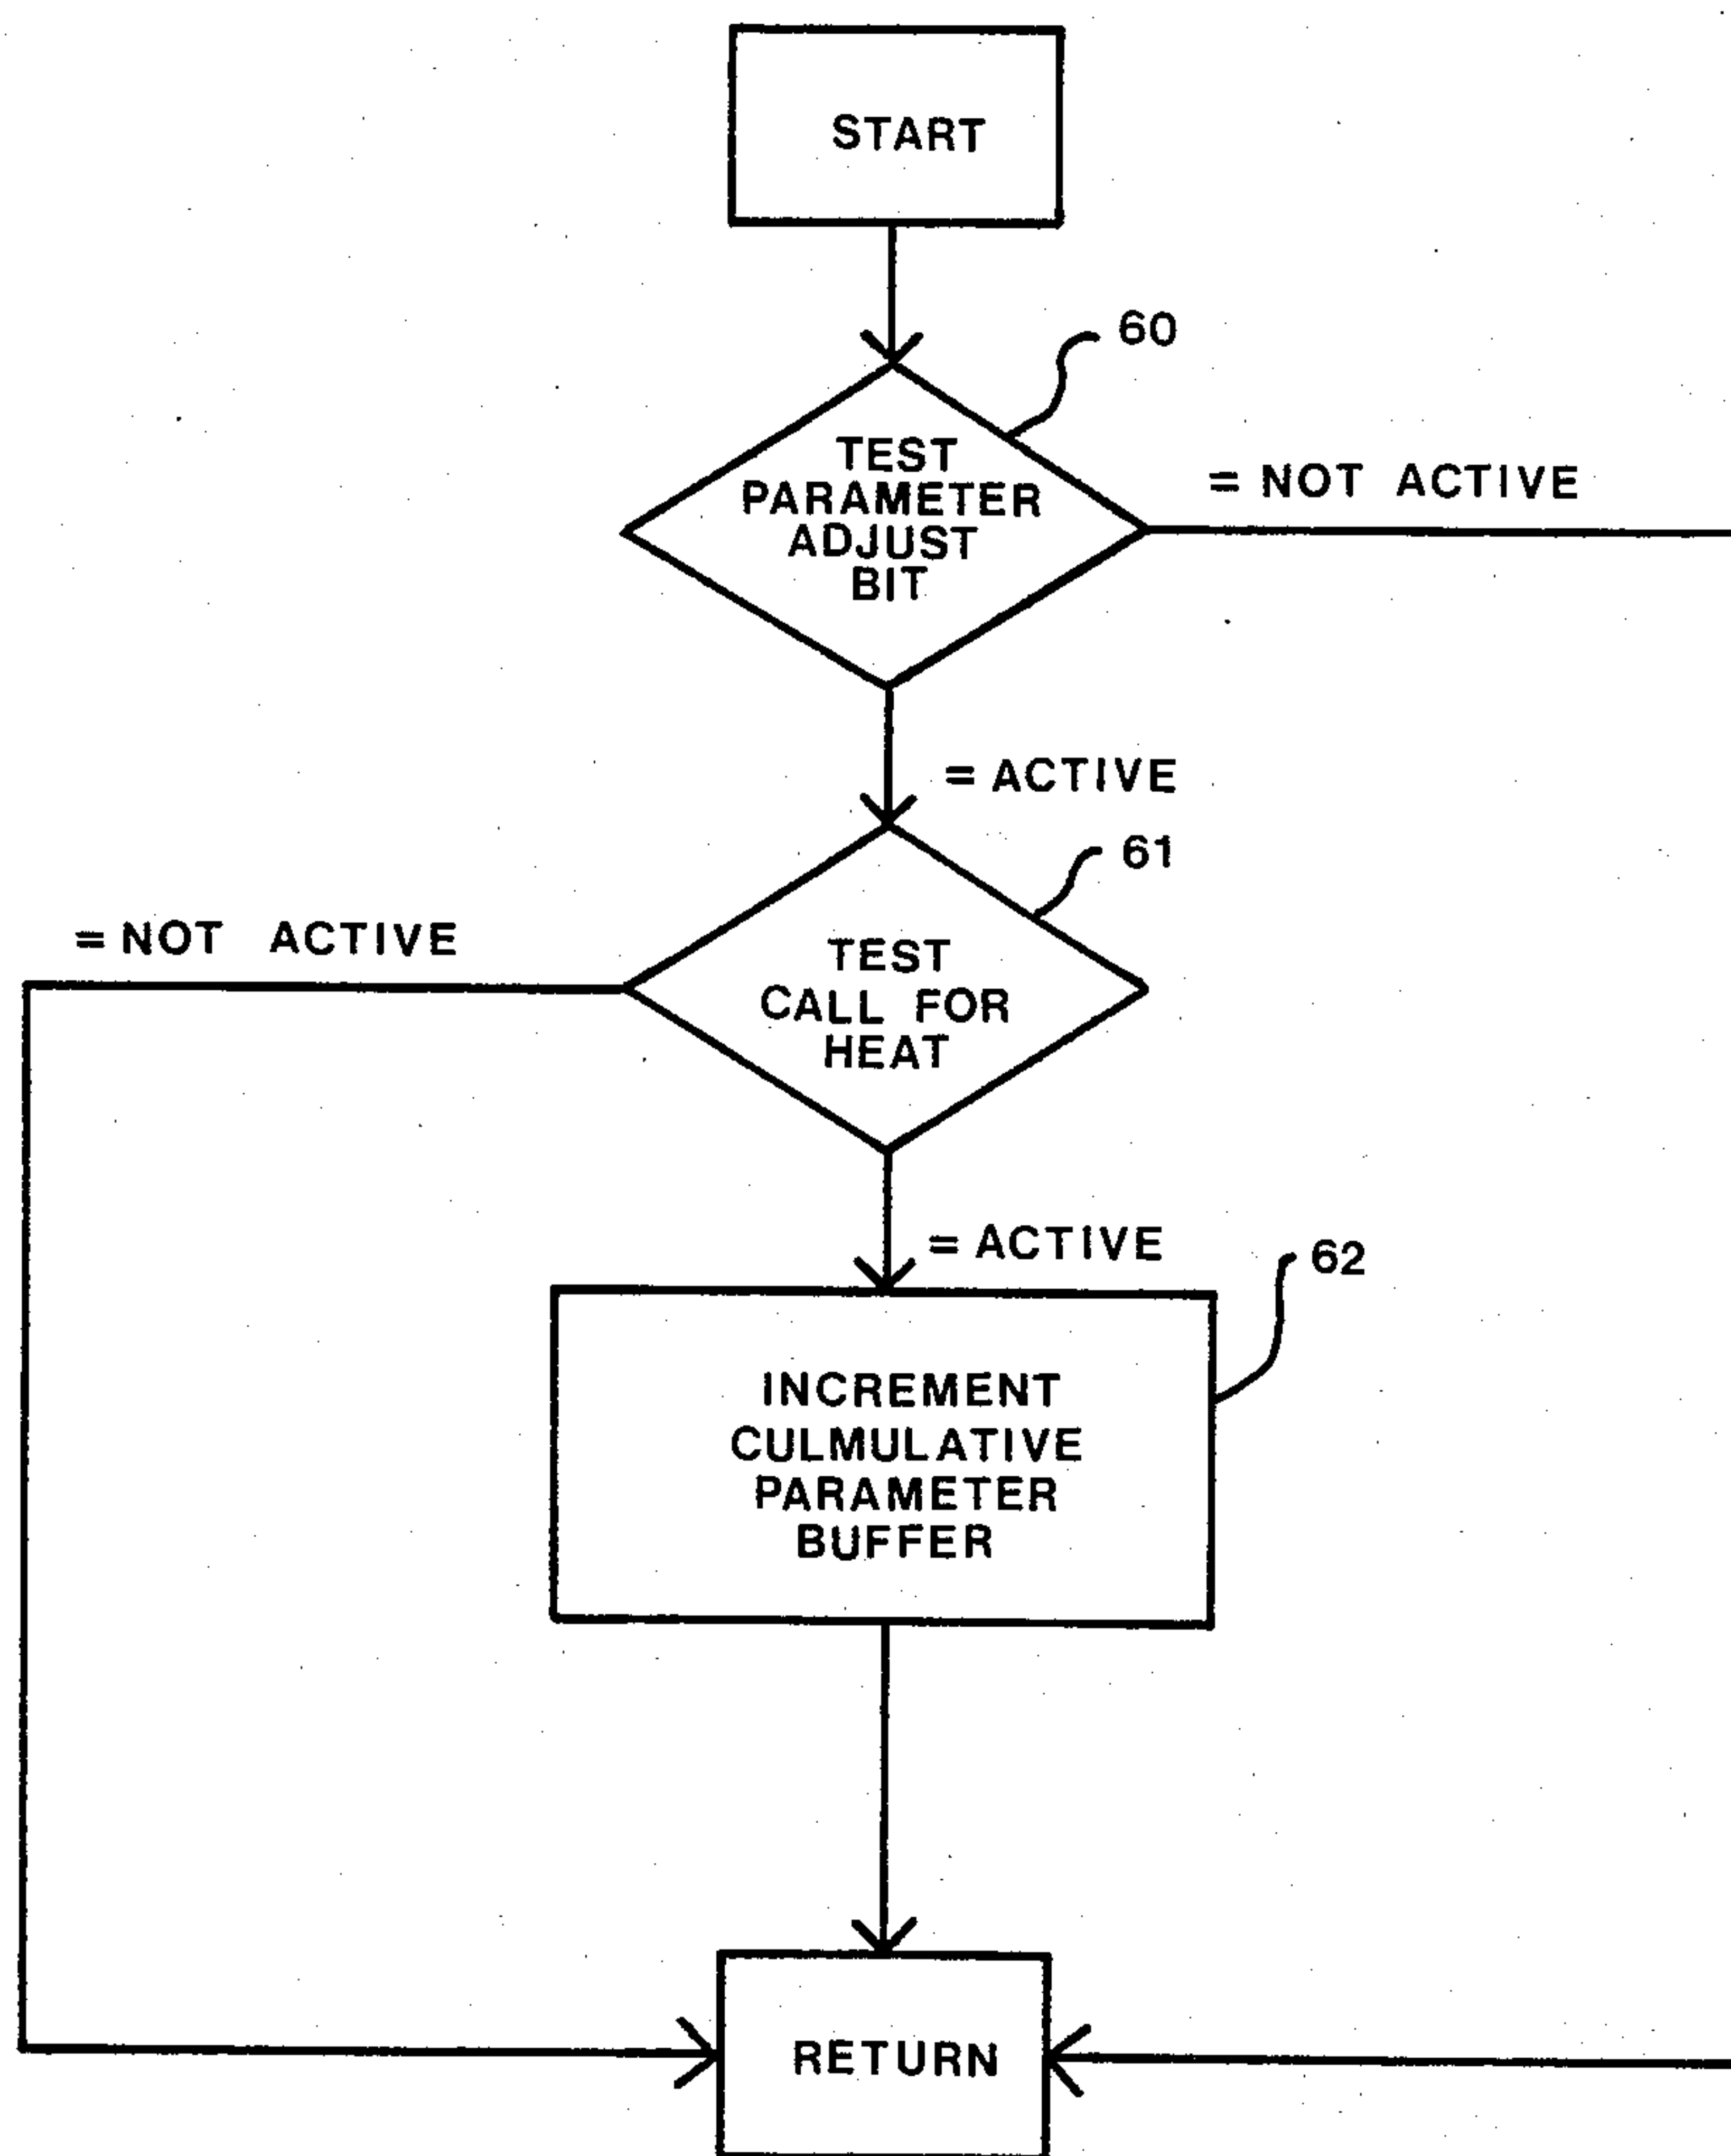 START
60
TEST
PARAMETER
ADJUST
BIT
= NOT ACTIVE
= ACTIVE
61
= NOT ACTIVE
TEST
CALL FOR
HEAT
= ACTIVE
62
INCREMENT
CULMULATIVE
PARAMETER
BUFFER
RETURN